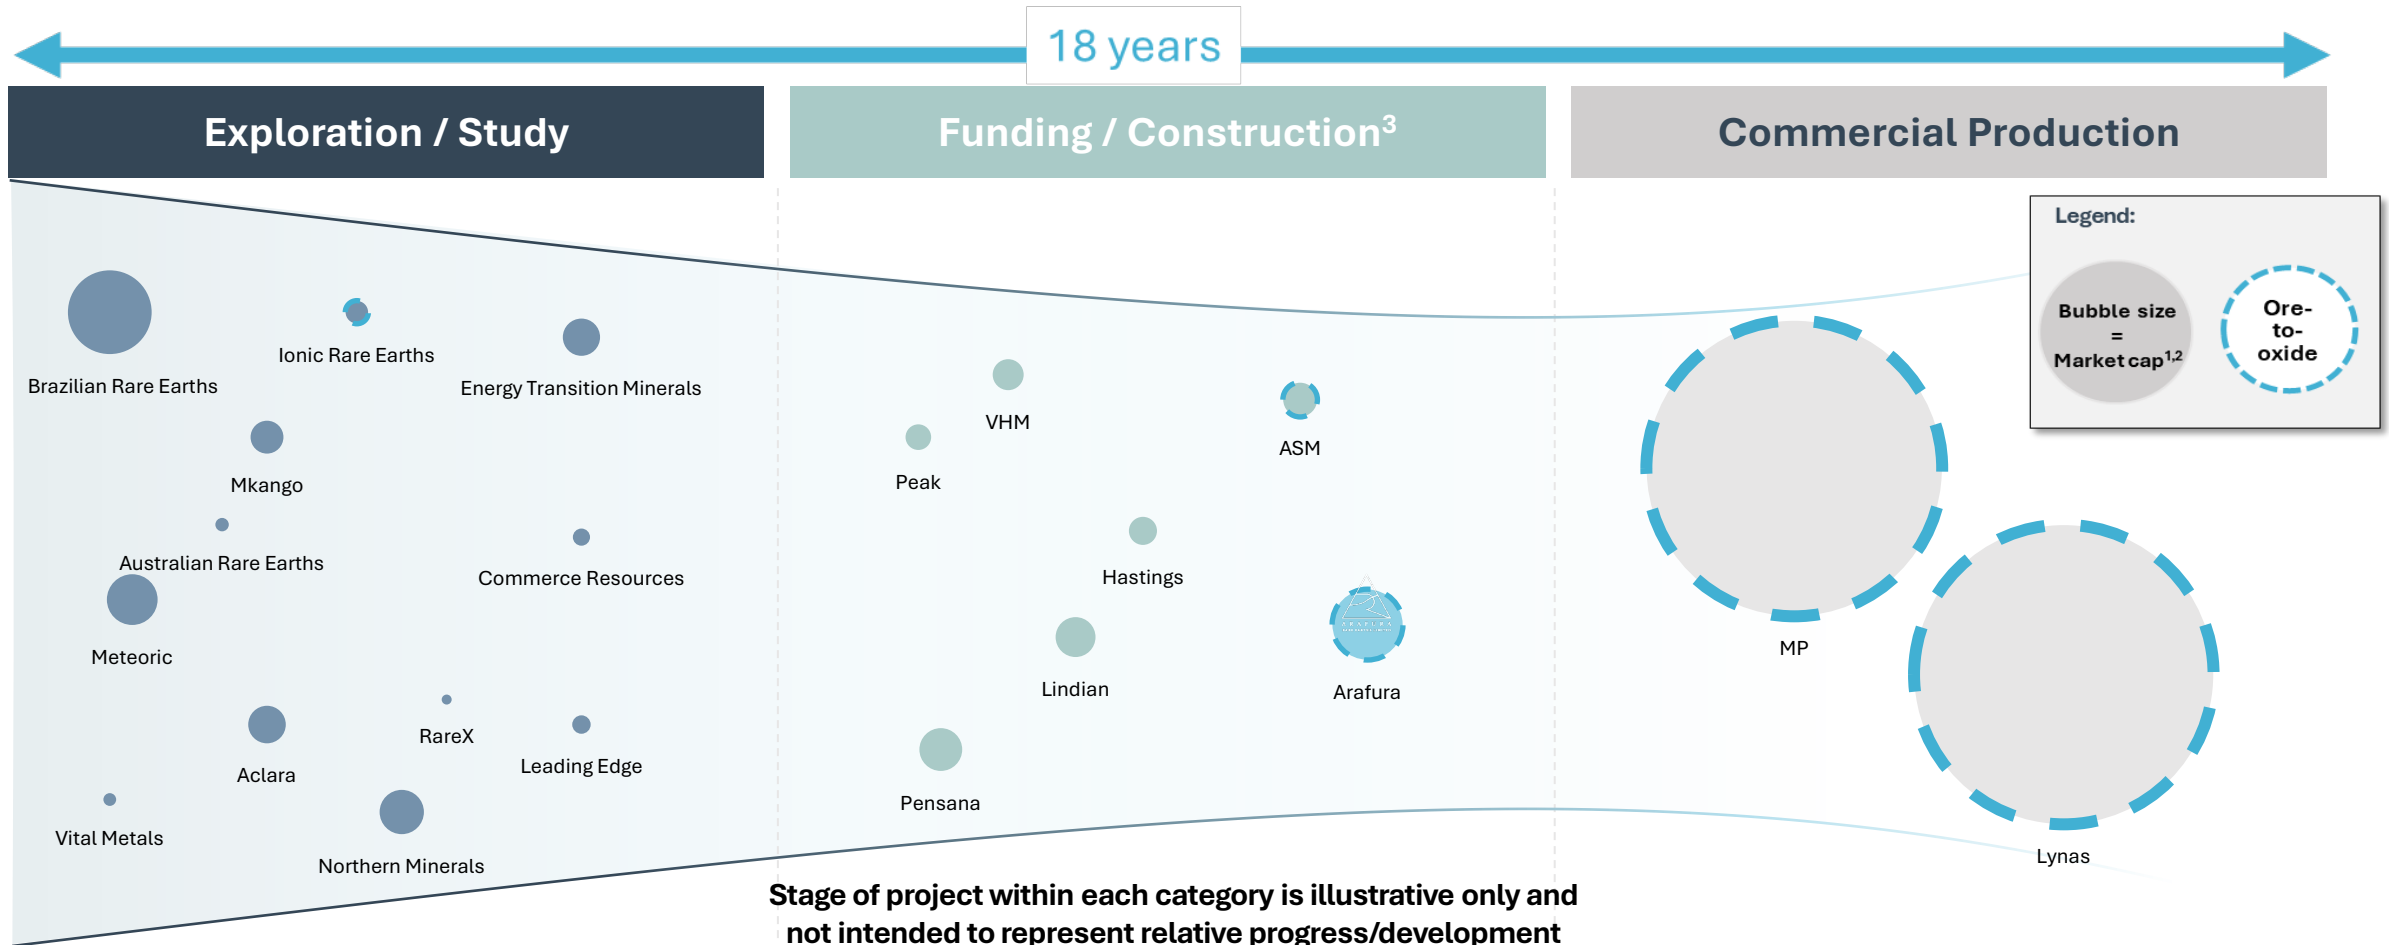 18 years
Exploration / Study
Funding / Construction³
Commercial Production
Legend:
Bubble size
=
Market cap¹,²
Ore-
to-
oxide
Brazilian Rare Earths
Ionic Rare Earths
Energy Transition Minerals
Mkango
Australian Rare Earths
Commerce Resources
Meteoric
RareX
Aclara
Leading Edge
Vital Metals
Northern Minerals
VHM
ASM
Peak
Hastings
Lindian
ARAFURA
Arafura
Pensana
MP
Lynas
Stage of project within each category is illustrative only and
not intended to represent relative progress/development